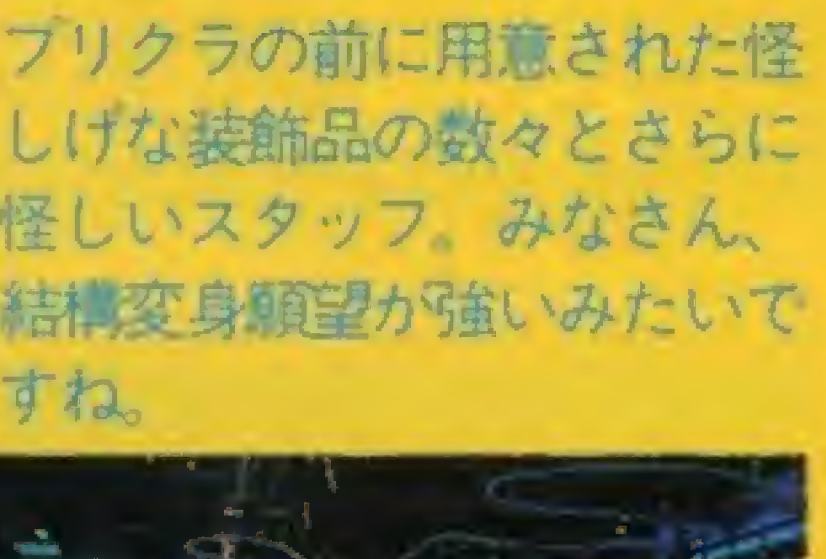 プリクラの前に用意された怪
しげな装飾品の数々とさらに
怪しいスタッフ。みなさん、
結構変身願望が強いみたいで
すね。